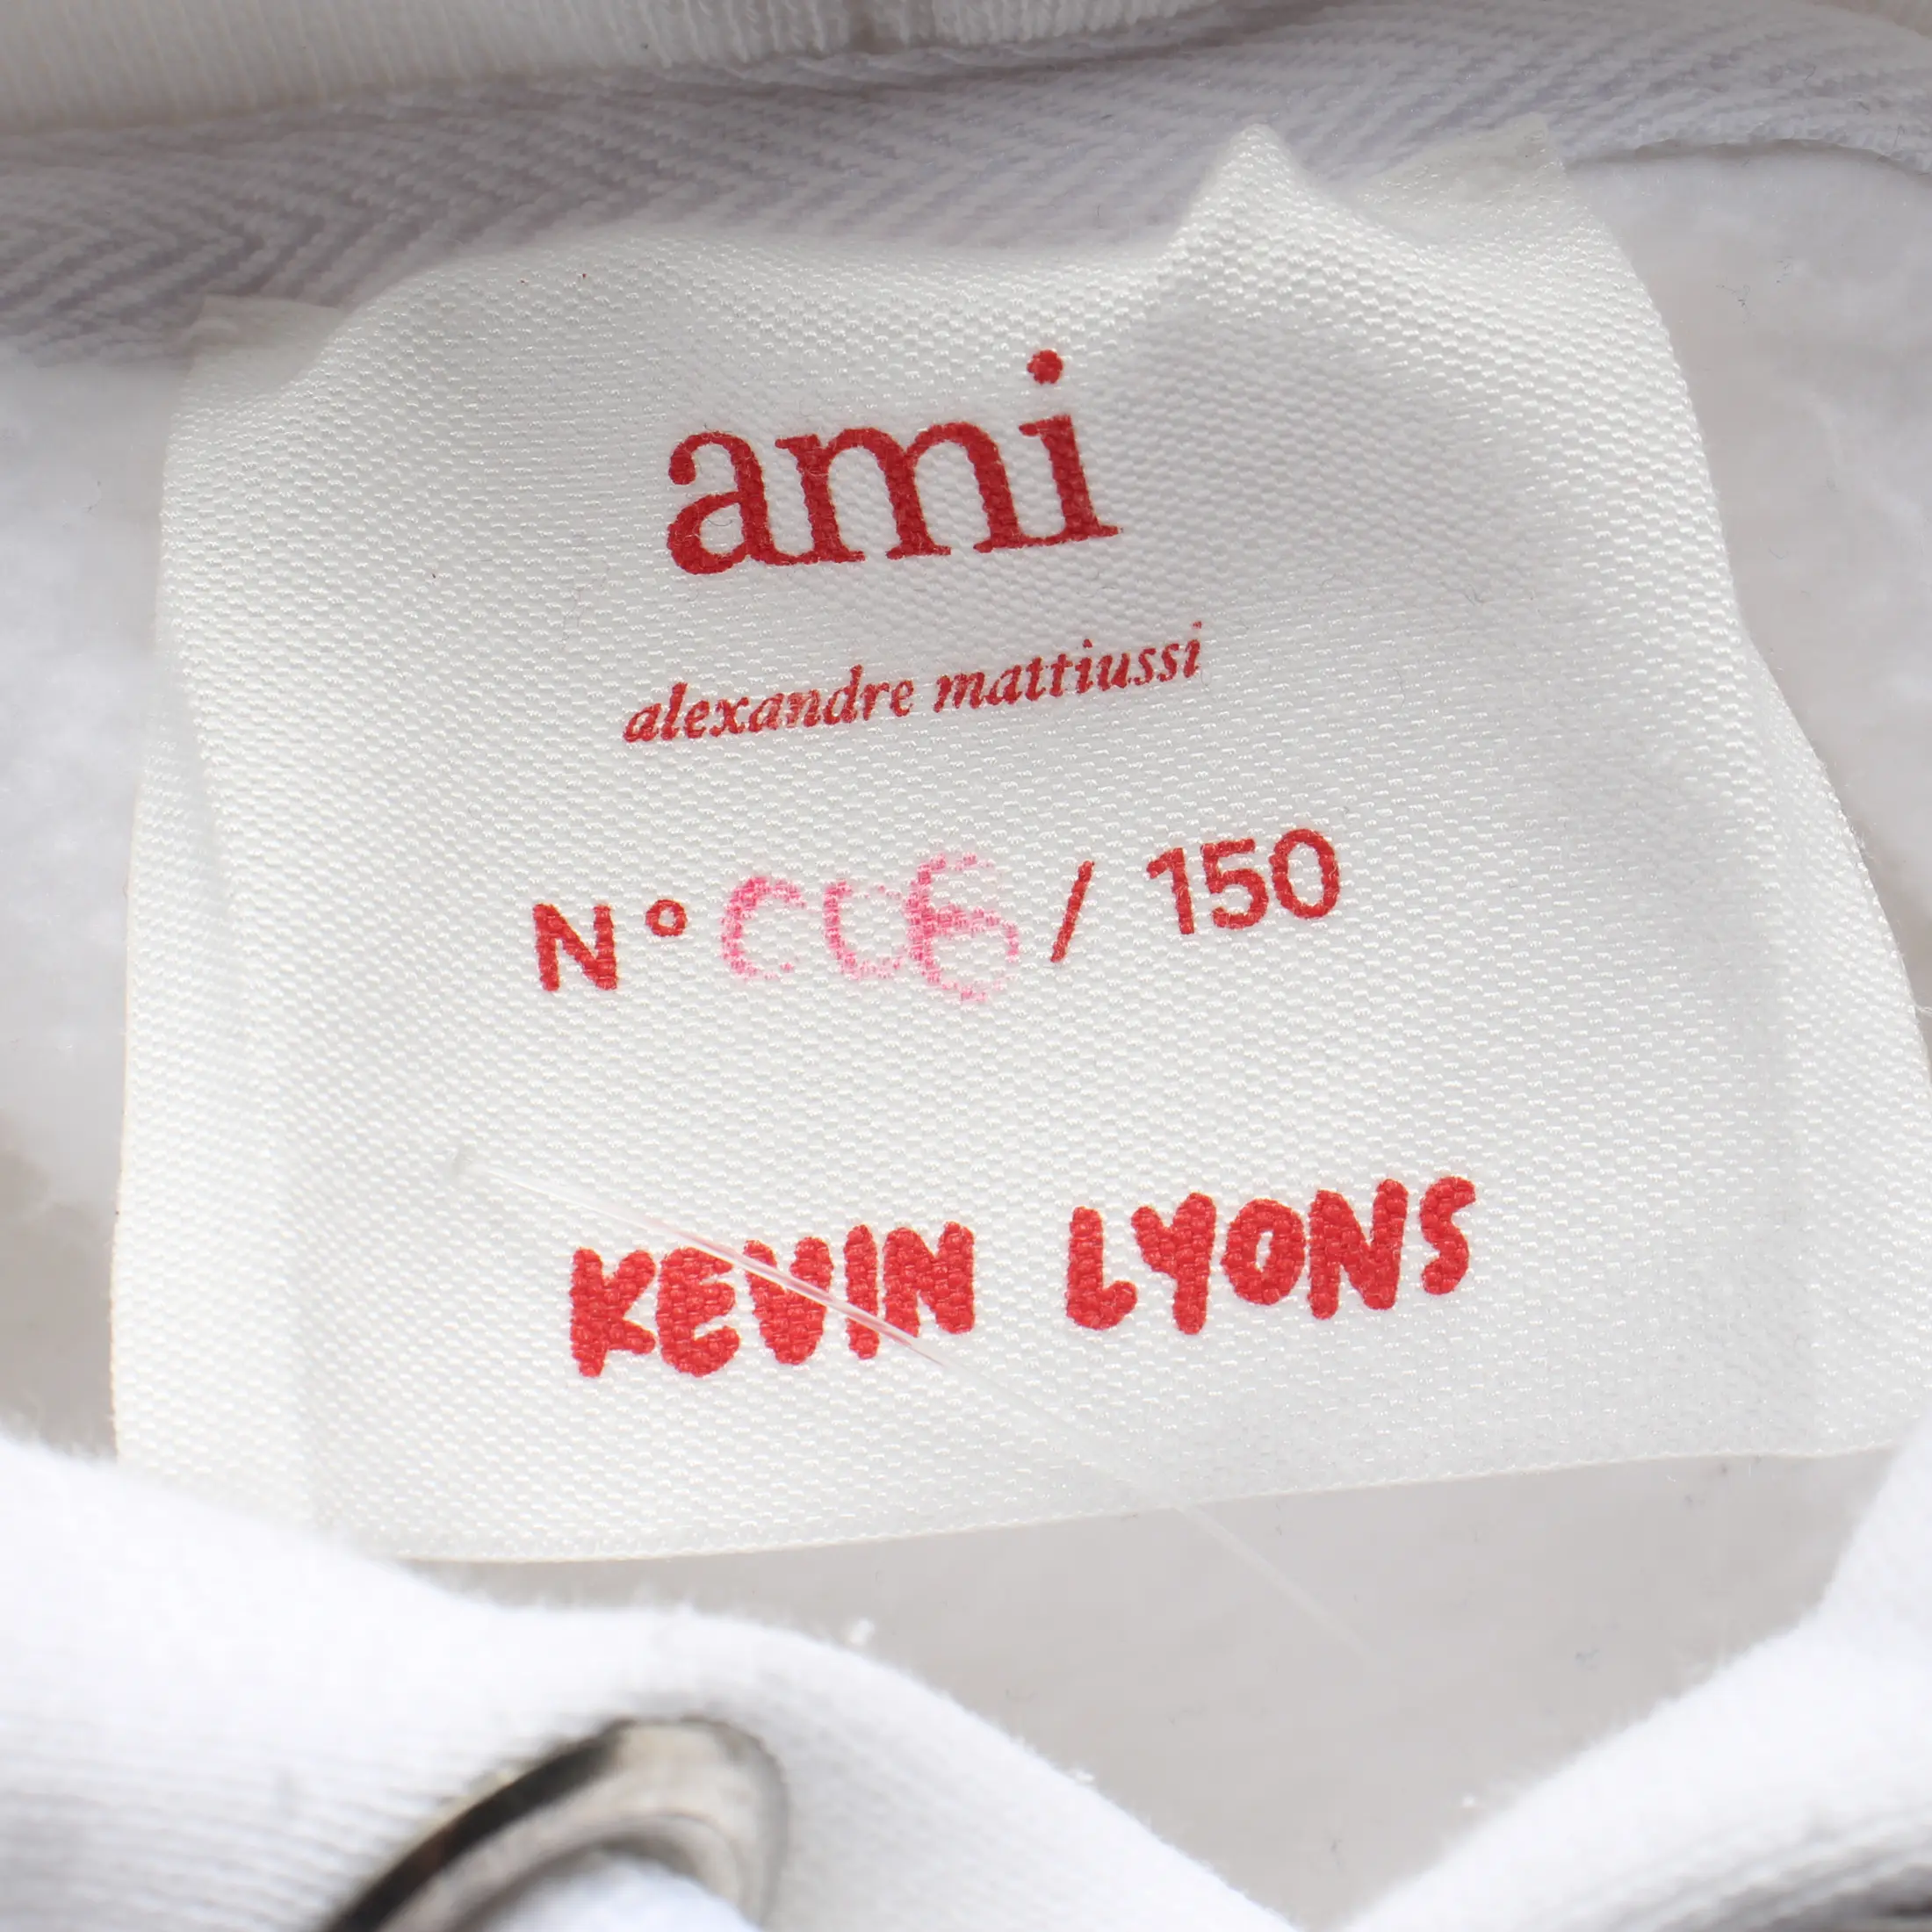 ami
alexandre mattiussi
N° 006 / 150
KEVIN LYONS